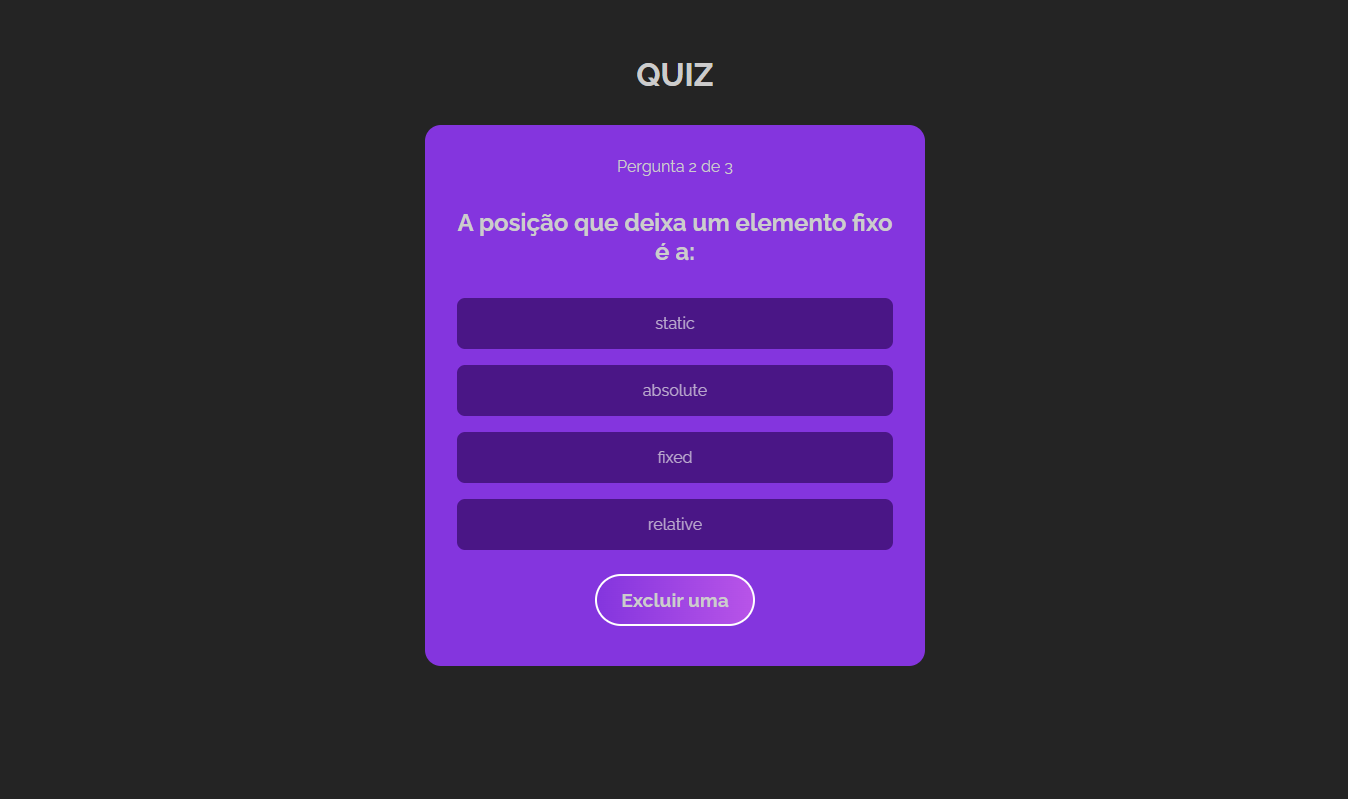 QUIZ
Pergunta 2 de 3
A posição que deixa um elemento fixo
é a:
static
absolute
fixed
relative
Excluir uma